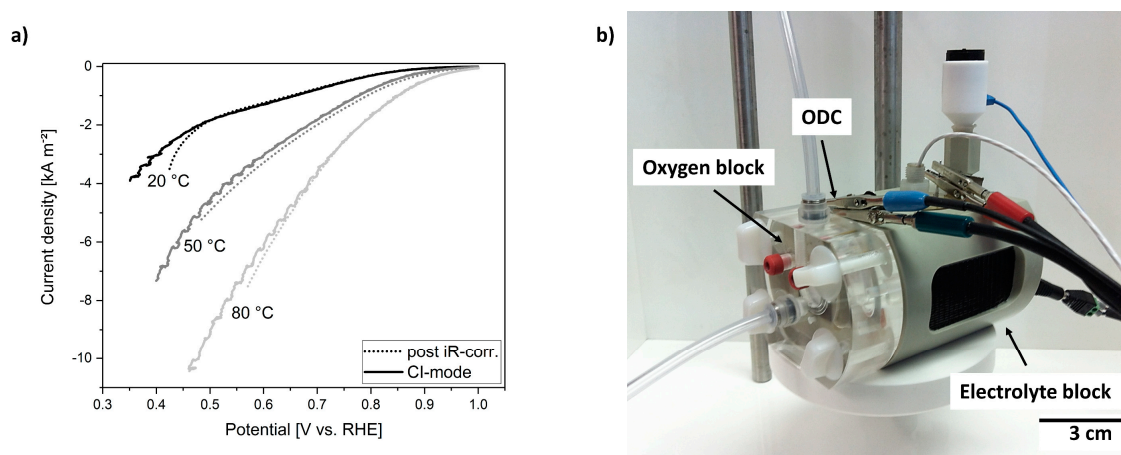 a)
Current density [kA m⁻²]
0
-2
-4
-6
-8
-10
20 °C
50 °C
80 °C
post iR-corr.
CI-mode
0.3 0.4 0.5 0.6 0.7 0.8 0.9 1.0
Potential [V vs. RHE]
b)
ODC
Oxygen block
Electrolyte block
3 cm